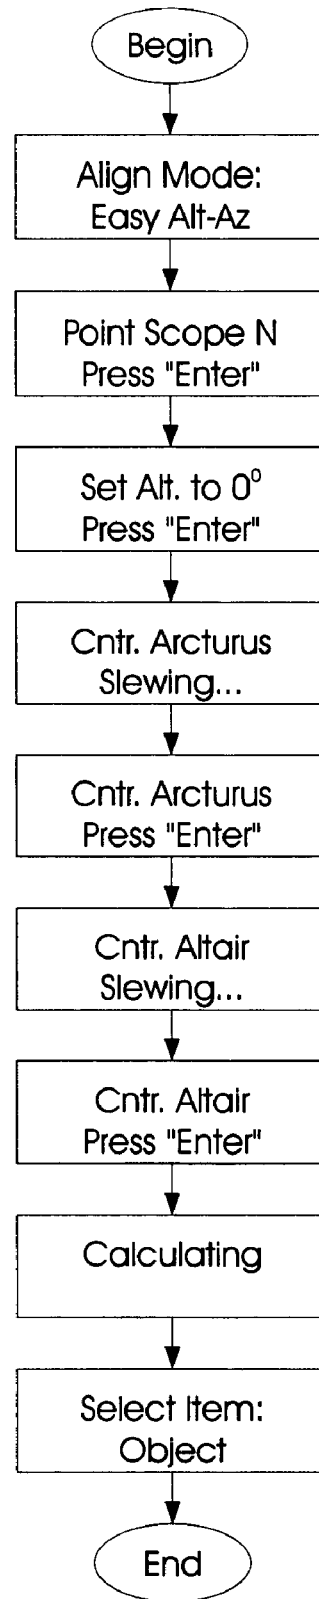 Begin
Align Mode:
Easy Alt-Az
Point Scope N
Press "Enter"
Set Alt. to 0°
Press "Enter"
Cntr. Arcturus
Slewing...
Cntr. Arcturus
Press "Enter"
Cntr. Altair
Slewing...
Cntr. Altair
Press "Enter"
Calculating
Select Item:
Object
End